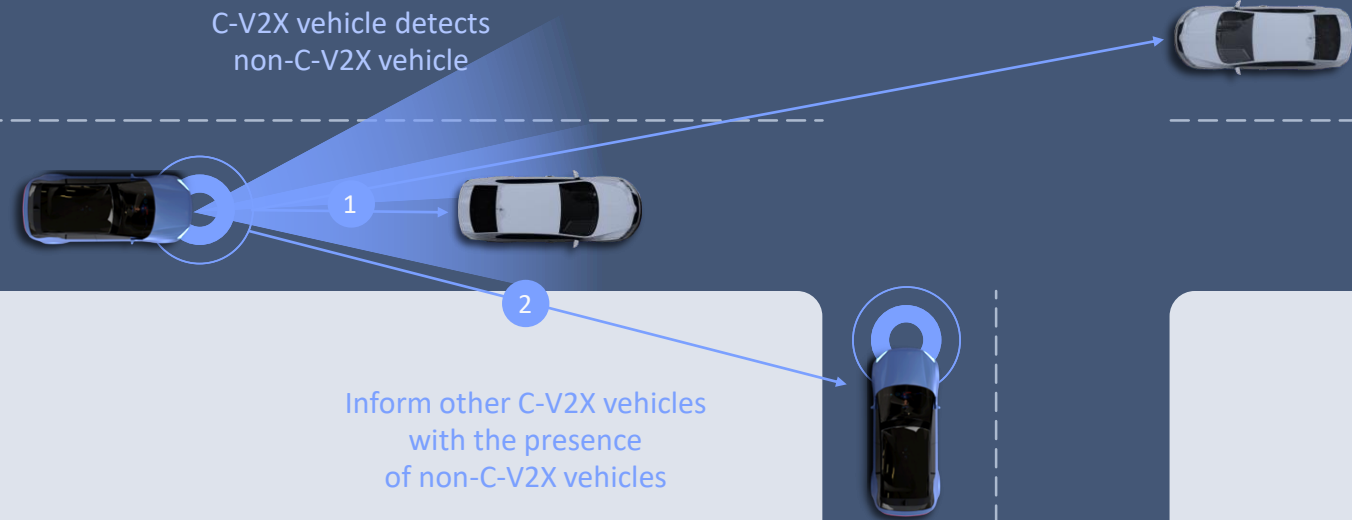 C-V2X vehicle detects
non-C-V2X vehicle
1
2
Inform other C-V2X vehicles
with the presence
of non-C-V2X vehicles